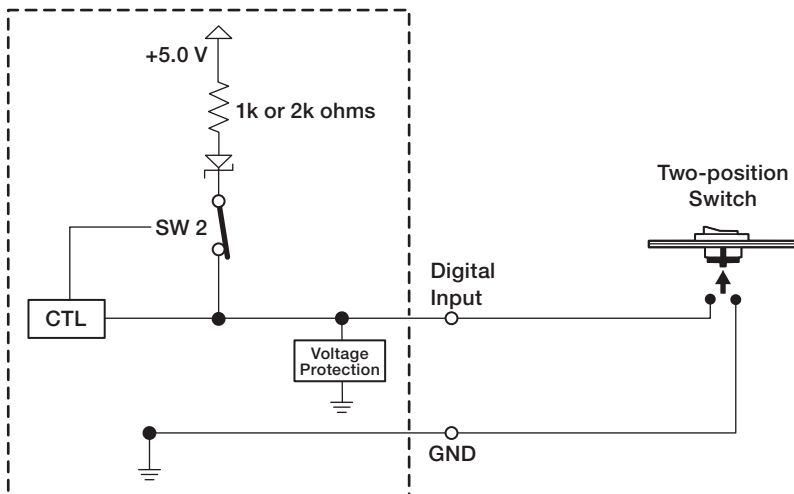 +5.0 V
1k or 2k ohms
SW 2
CTL
Voltage
Protection
Digital
Input
GND
Two-position
Switch